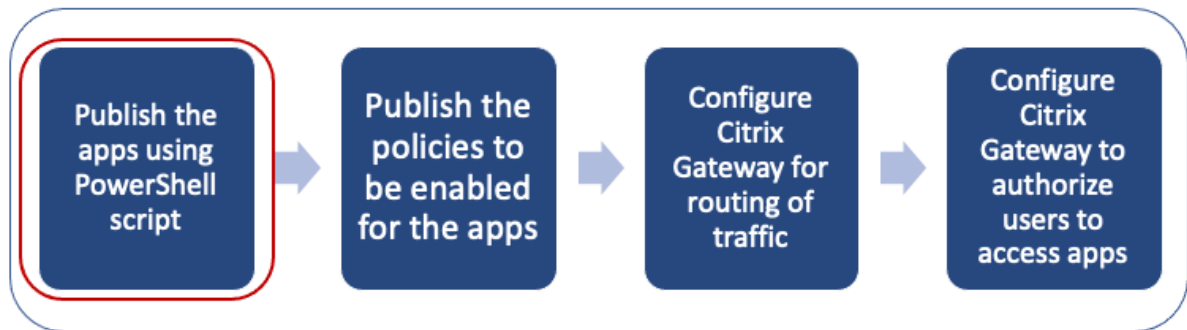 Publish the
apps using
PowerShell
script
Publish the
policies to
be enabled
for the apps
Configure
Citrix
Gateway for
routing of
traffic
Configure
Citrix
Gateway to
authorize
users to
access apps